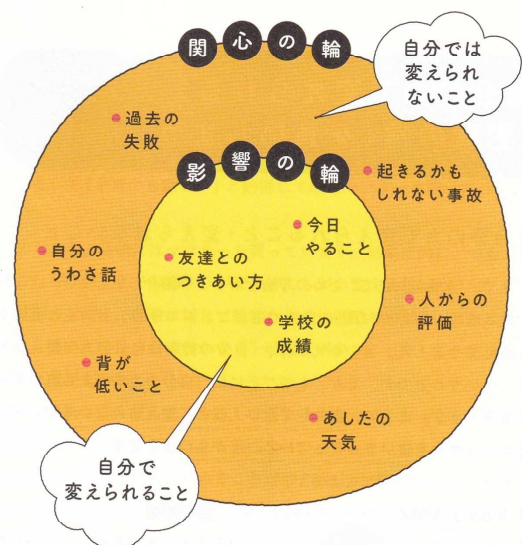 関心の輪
自分では
変えられ
ないこと
過去の
失敗
影響の輪
起きるかも
しれない事故
今日
やること
自分の
うわさ話
友達との
つきあい方
人からの
評価
学校の
成績
背が
低いこと
あしたの
天気
自分で
変えられること